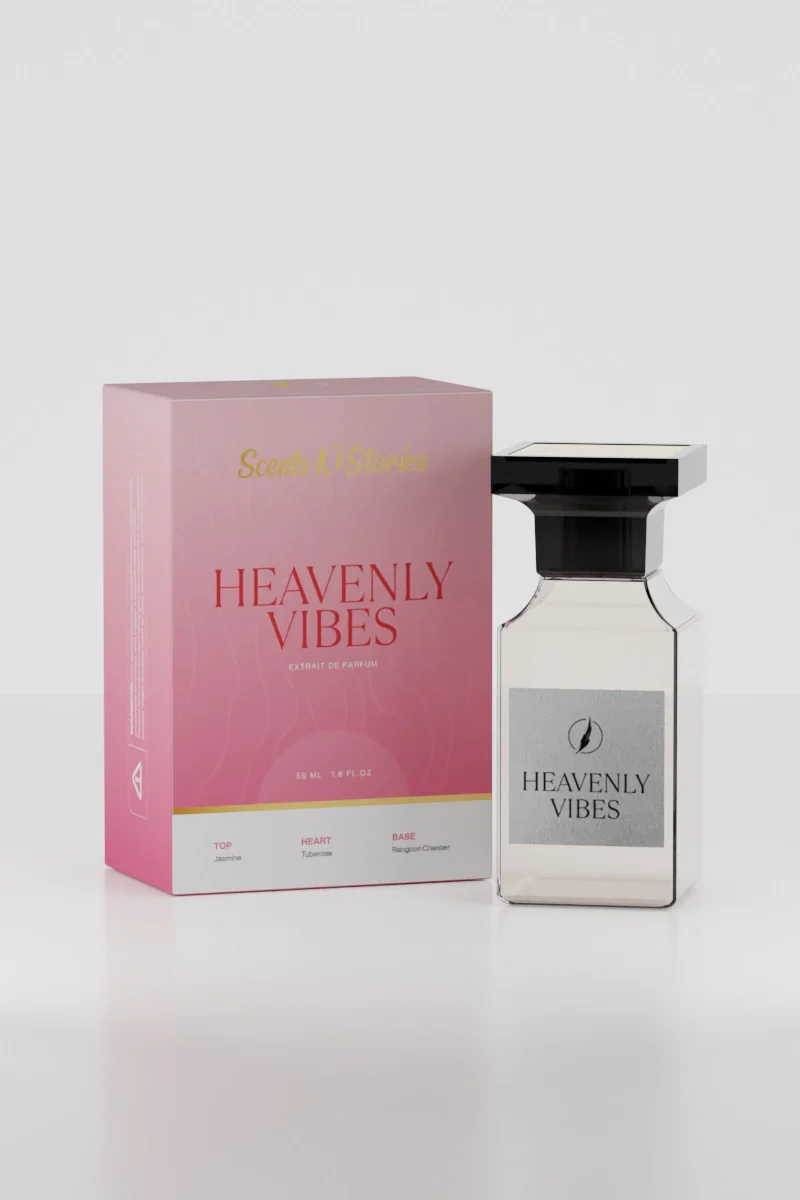 Scents N Stories
HEAVENLY
VIBES
EXTRAIT DE PARFUM
50 ML 1.6 FL.OZ
TOP
Jasmine
HEART
Tuberose
BASE
Rangoon Creeper
HEAVENLY
VIBES